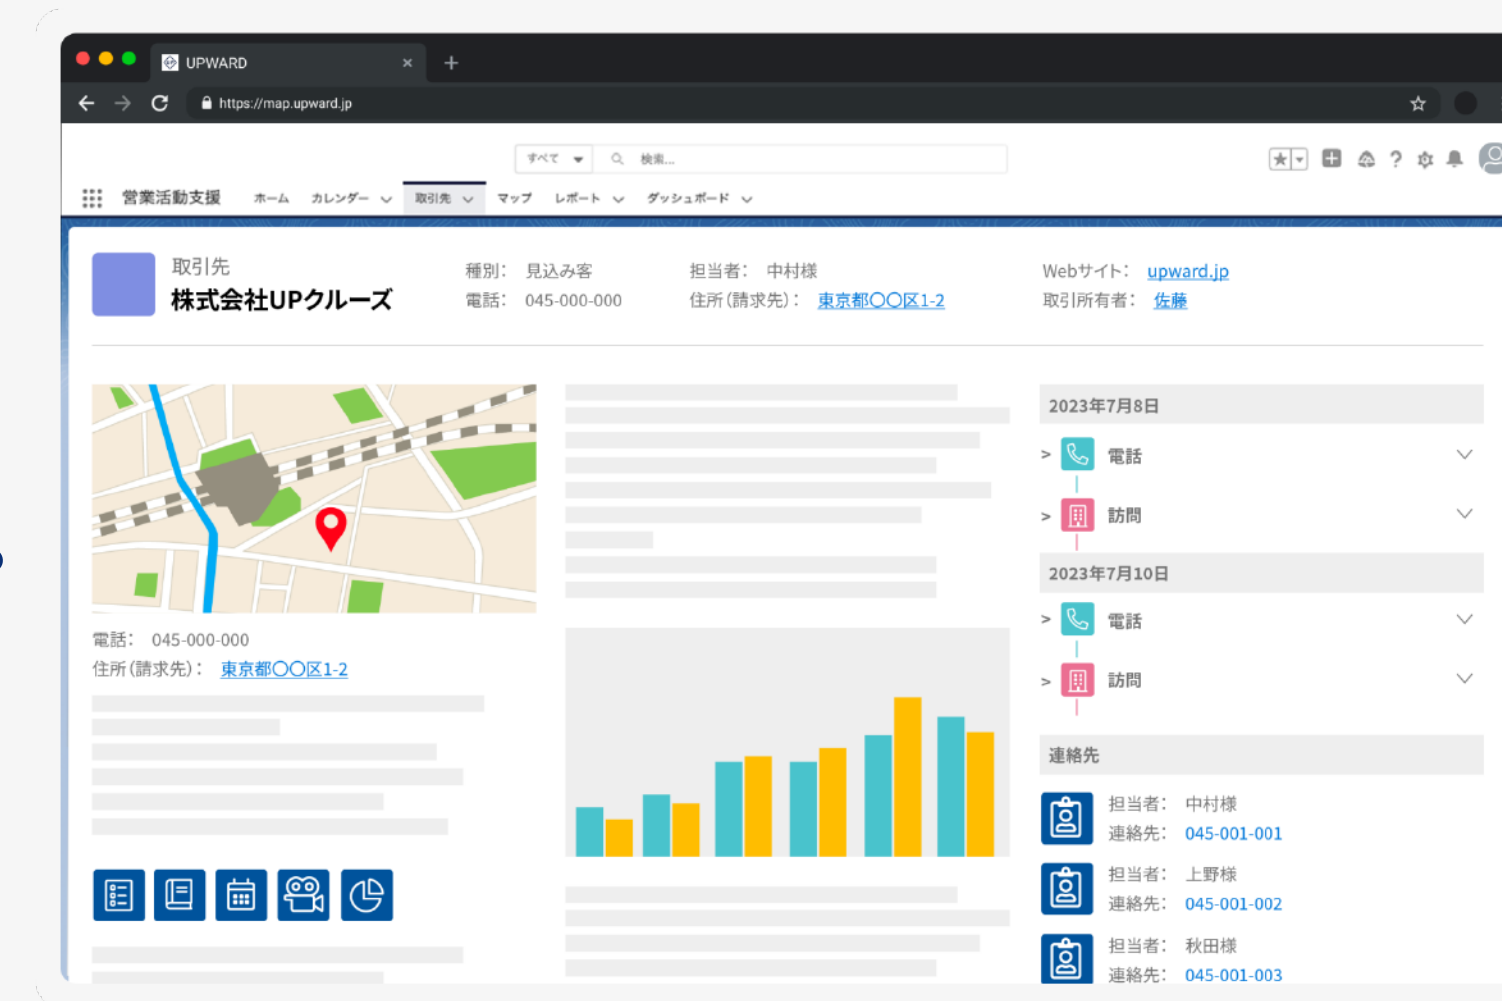 UPWARD
https://map.upward.jp
すべて 検索...
営業活動支援 ホーム カレンダー 取引先 マップ レポート ダッシュボード
取引先
株式会社UPクルーズ
種別： 見込み客
電話： 045-000-000
担当者： 中村様
住所（請求先）： 東京都〇〇区1-2
Webサイト： upward.jp
取引所有者： 佐藤
電話： 045-000-000
住所（請求先）： 東京都〇〇区1-2
2023年7月8日
> 電話
> 訪問
2023年7月10日
> 電話
> 訪問
連絡先
担当者： 中村様
連絡先： 045-001-001
担当者： 上野様
連絡先： 045-001-002
担当者： 秋田様
連絡先： 045-001-003